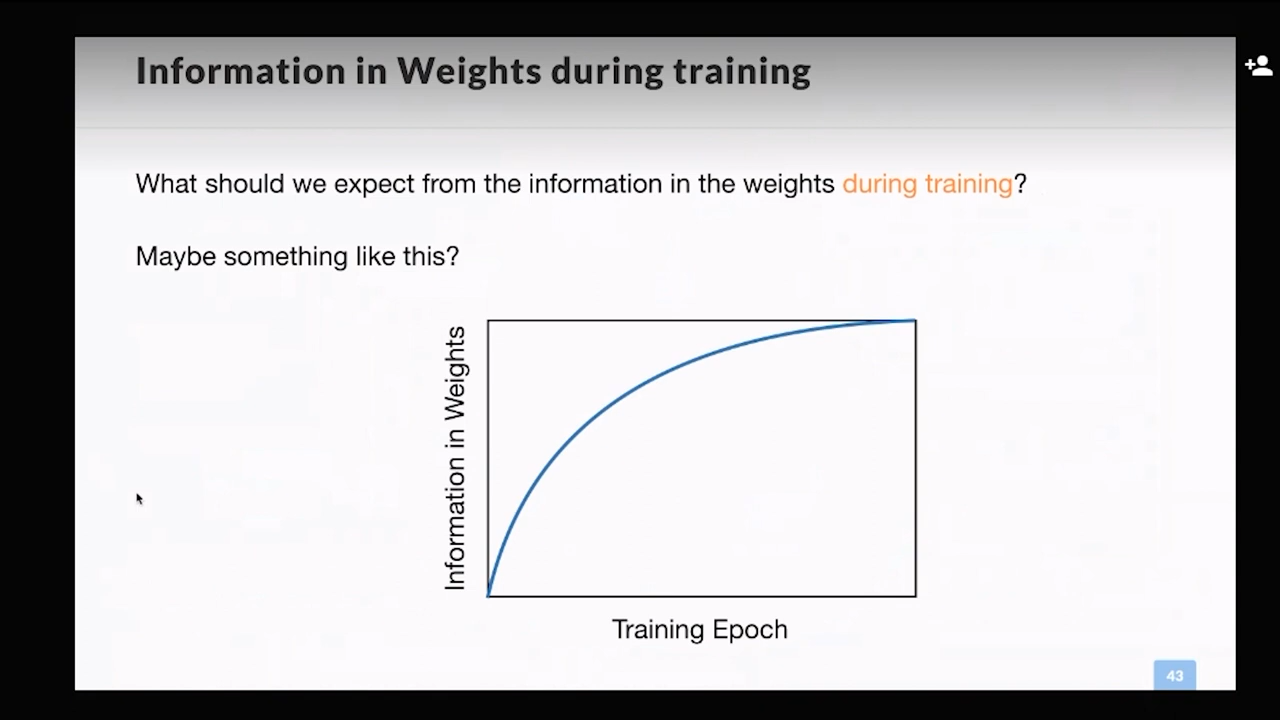 Information in Weights during training
What should we expect from the information in the weights during training?
Maybe something like this?
Information in Weights
Training Epoch
43